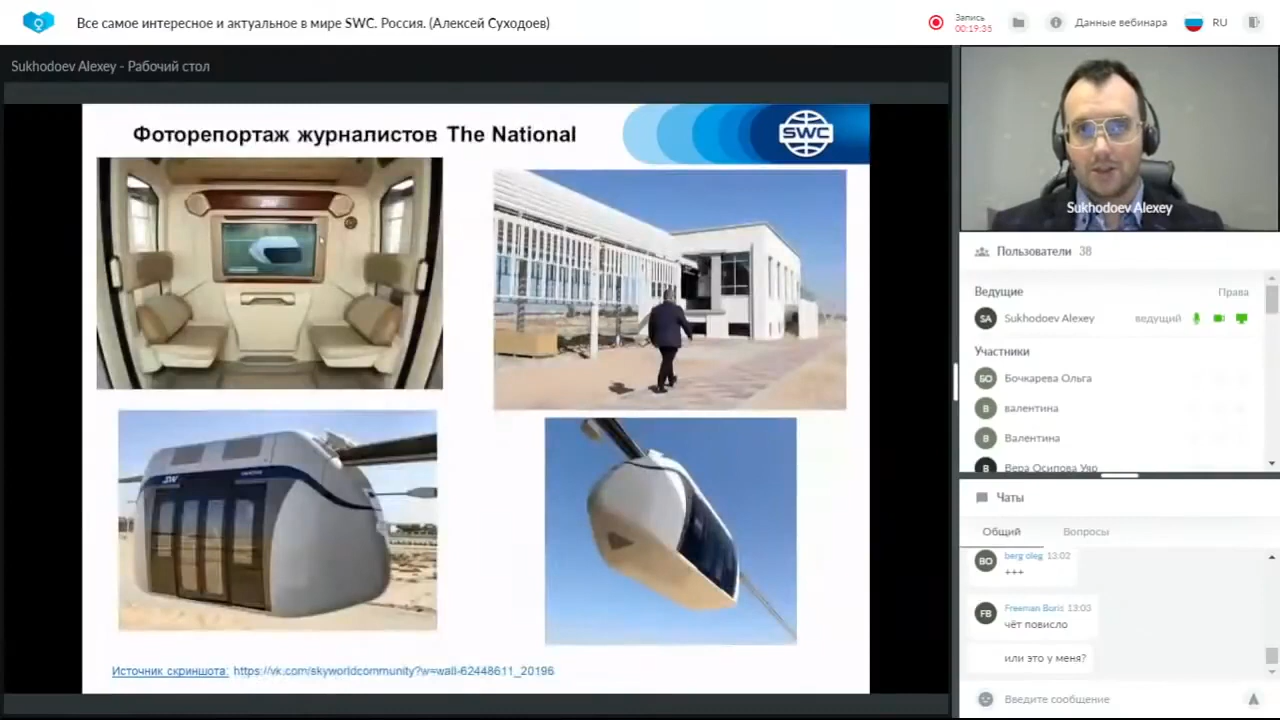 Все самое интересное и актуальное в мире SWC. Россия. (Алексей Суходоев)
Запись
00:19:35
Данные вебинара
RU
Sukhodoev Alexey - Рабочий стол
Фоторепортаж журналистов The National
SWC
Источник скриншота: https://vk.com/skyworldcommunity?w=wall-62448611_20196
Sukhodoev Alexey
Пользователи 38
Ведущие Права
SA Sukhodoev Alexey ведущий
Участники
БО Бочкарева Ольга
В валентина
В Валентина
В Вера Осипова Уяр
Чаты
Общий Вопросы
BO berg oleg 13:02
+++
FB Freeman Boris 13:03
чёт повисло
или это у меня?
Введите сообщение